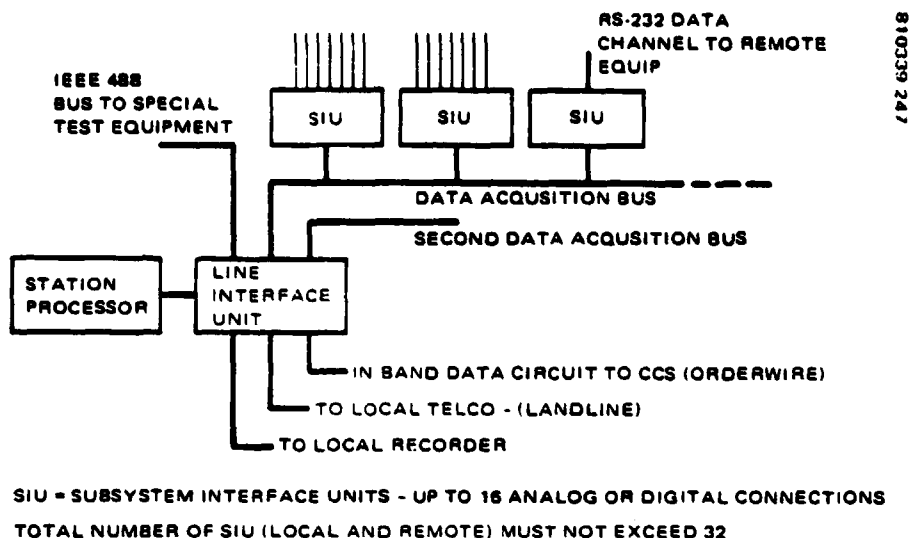 RS-232 DATA
CHANNEL TO REMOTE
EQUIP
810339 247
IEEE 488
BUS TO SPECIAL
TEST EQUIPMENT
SIU
SIU
SIU
DATA ACQUSITION BUS
SECOND DATA ACQUSITION BUS
STATION
PROCESSOR
LINE
INTERFACE
UNIT
IN BAND DATA CIRCUIT TO CCS (ORDERWIRE)
TO LOCAL TELCO - (LANDLINE)
TO LOCAL RECORDER
SIU = SUBSYSTEM INTERFACE UNITS - UP TO 16 ANALOG OR DIGITAL CONNECTIONS
TOTAL NUMBER OF SIU (LOCAL AND REMOTE) MUST NOT EXCEED 32